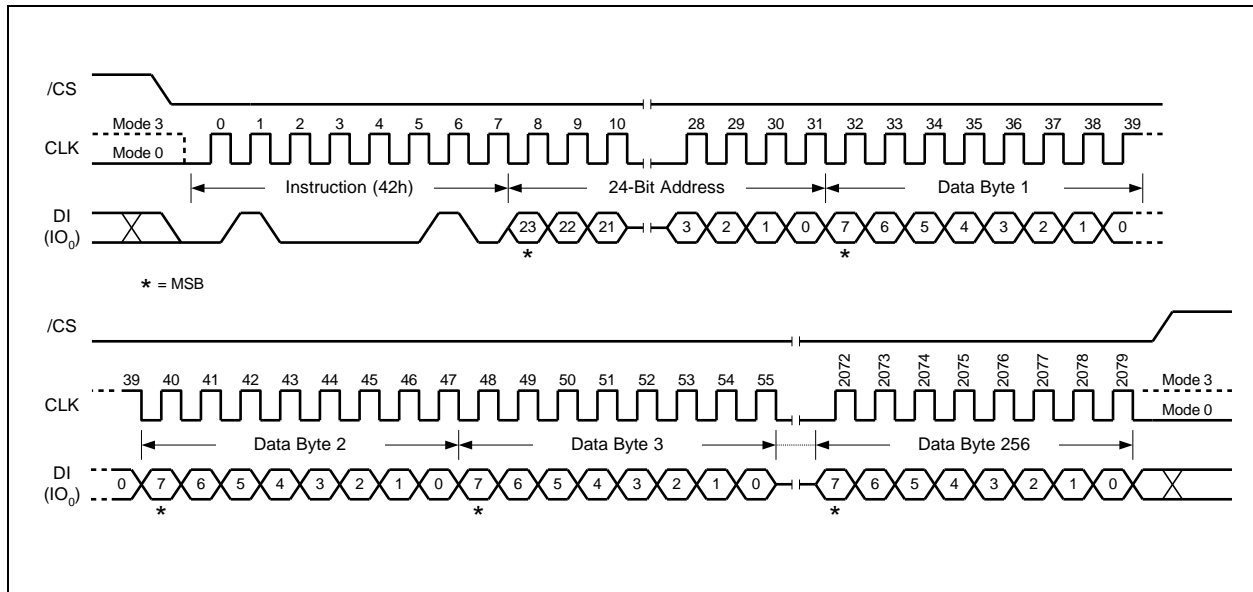 /CS
Mode 3
0 1 2 3 4 5 6 7 8 9 10 28 29 30 31 32 33 34 35 36 37 38 39
CLK
Mode 0
Instruction (42h) 24-Bit Address Data Byte 1
DI
(IO0)
23 22 21 3 2 1 0 7 6 5 4 3 2 1 0
* *
* = MSB
/CS
39 40 41 42 43 44 45 46 47 48 49 50 51 52 53 54 55 2072 2073 2074 2075 2076 2077 2078 2079
Mode 3
CLK
Mode 0
Data Byte 2 Data Byte 3 Data Byte 256
DI
(IO0)
0 7 6 5 4 3 2 1 0 7 6 5 4 3 2 1 0 7 6 5 4 3 2 1 0
* * *